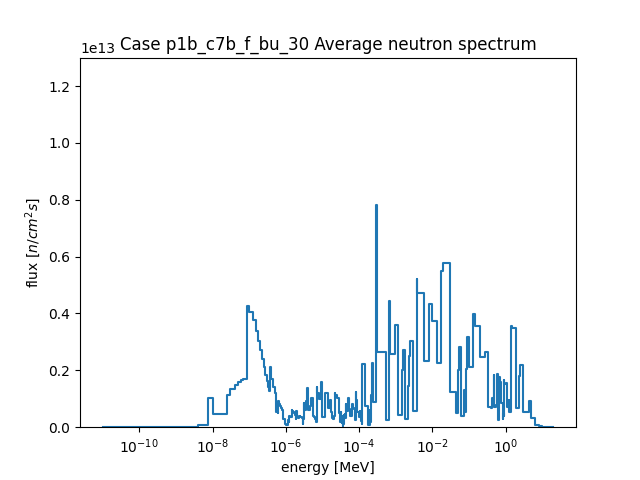 Case p1b_c7b_f_bu_30 Average neutron spectrum
1e13
1.2
1.0
0.8
0.6
0.4
0.2
0.0
flux [n/cm²s]
10⁻¹⁰ 10⁻⁸ 10⁻⁶ 10⁻⁴ 10⁻² 10⁰
energy [MeV]